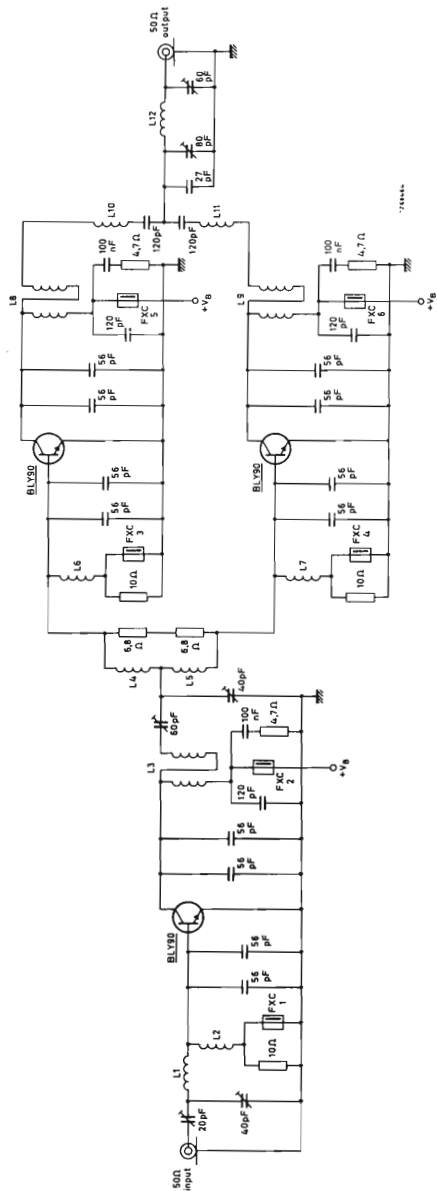 50Ω
input
20pF
40pF
L1
L2
10Ω
FXC
1
56
pF
56
pF
BLY90
56
pF
56
pF
L3
120
pF
FXC
2
100
nF
4,7Ω
+VB
60pF
40pF
L4
L5
6,8
Ω
6,8
Ω
L6
10Ω
FXC
3
56
pF
56
pF
BLY90
56
pF
56
pF
L8
120
pF
FXC
5
100
nF
4,7Ω
+VB
L7
10Ω
FXC
4
56
pF
56
pF
BLY90
56
pF
56
pF
L9
120
pF
FXC
6
100
nF
4,7Ω
+VB
L10
120pF
120pF
L11
27
pF
80
pF
L12
60
pF
50Ω
output